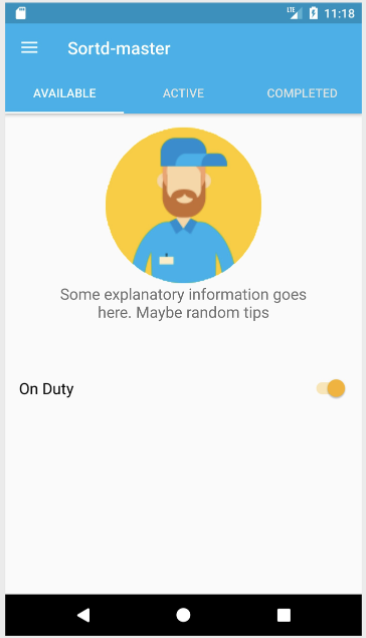 LTE 11:18
Sortd-master
AVAILABLE ACTIVE COMPLETED
Some explanatory information goes
here. Maybe random tips
On Duty